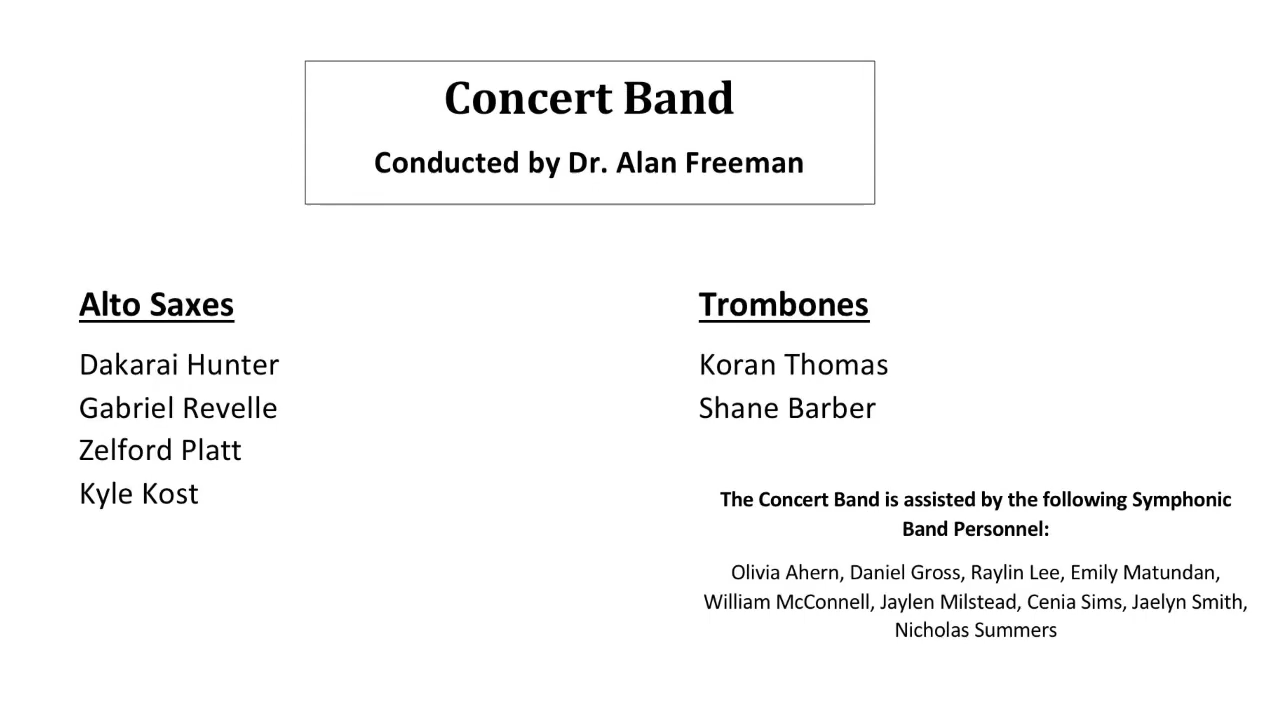 Concert Band
Conducted by Dr. Alan Freeman
Alto Saxes
Dakarai Hunter
Gabriel Revelle
Zelford Platt
Kyle Kost
Trombones
Koran Thomas
Shane Barber
The Concert Band is assisted by the following Symphonic
Band Personnel:
Olivia Ahern, Daniel Gross, Raylin Lee, Emily Matundan,
William McConnell, Jaylen Milstead, Cenia Sims, Jaelyn Smith,
Nicholas Summers